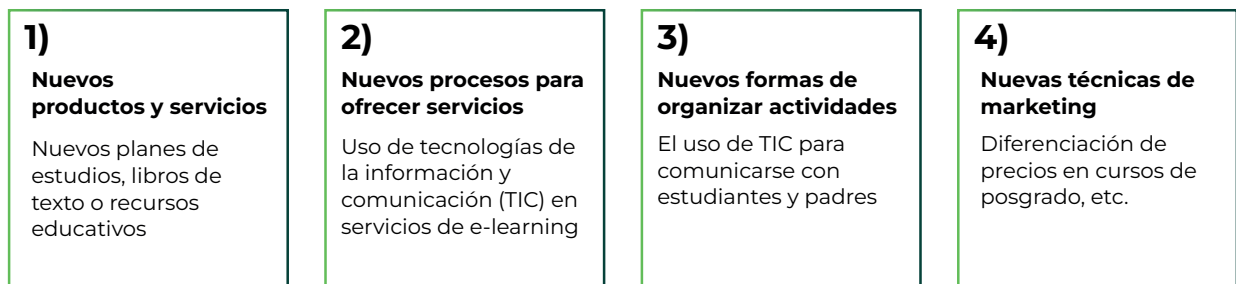 1)
Nuevos
productos y servicios
Nuevos planes de
estudios, libros de
texto o recursos
educativos
2)
Nuevos procesos para
ofrecer servicios
Uso de tecnologías de
la información y
comunicación (TIC) en
servicios de e-learning
3)
Nuevos formas de
organizar actividades
El uso de TIC para
comunicarse con
estudiantes y padres
4)
Nuevas técnicas de
marketing
Diferenciación de
precios en cursos de
posgrado, etc.